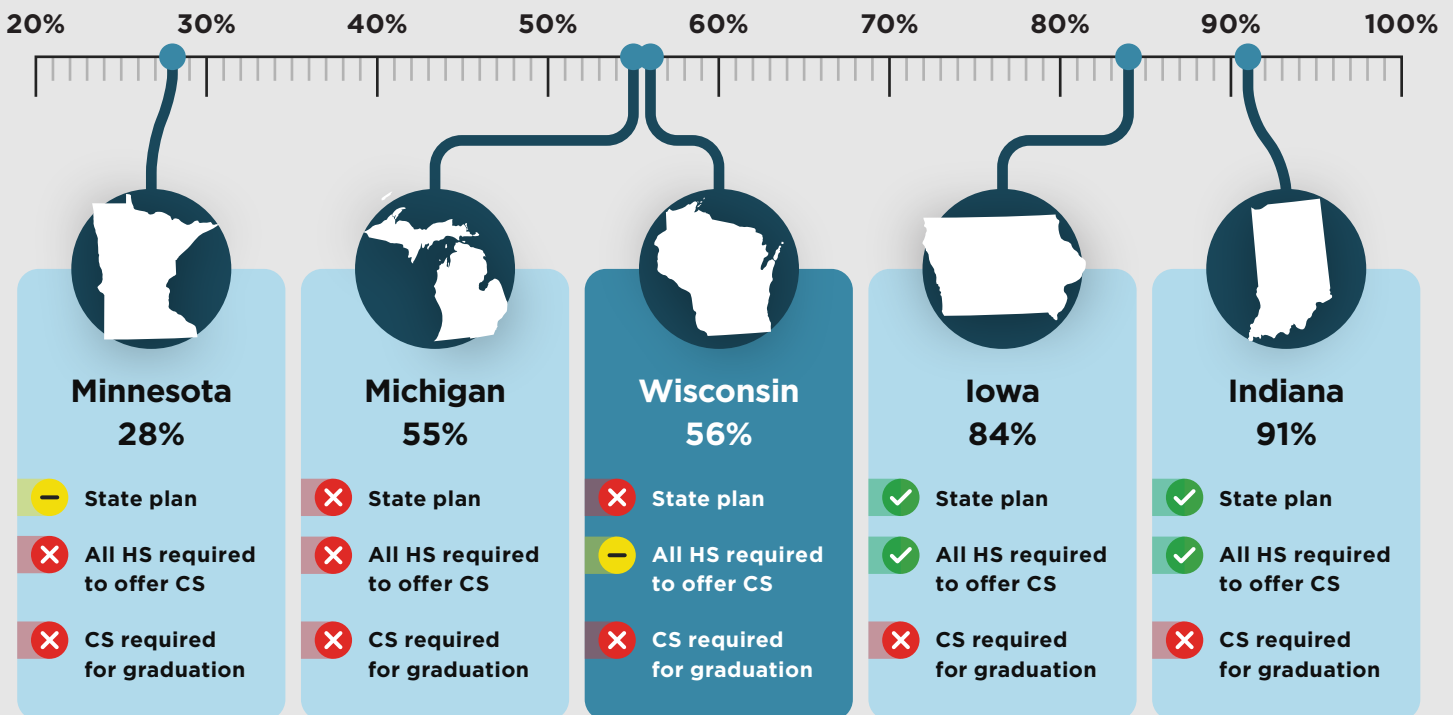 20% 30% 40% 50% 60% 70% 80% 90% 100%
Minnesota
28%
State plan
All HS required
to offer CS
CS required
for graduation
Michigan
55%
State plan
All HS required
to offer CS
CS required
for graduation
Wisconsin
56%
State plan
All HS required
to offer CS
CS required
for graduation
Iowa
84%
State plan
All HS required
to offer CS
CS required
for graduation
Indiana
91%
State plan
All HS required
to offer CS
CS required
for graduation